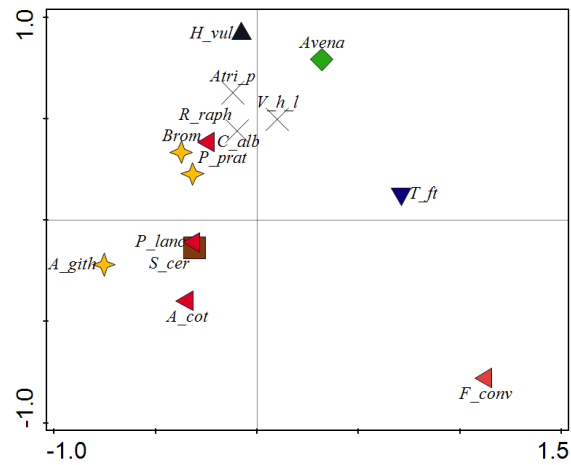 1.0
H_vul
Avena
Atri_p
V_h_l
R_raph
Brom
C_alb
P_prat
T_ft
P_lanc
A_gith
S_cer
A_cot
F_conv
-1.0
-1.0
1.5